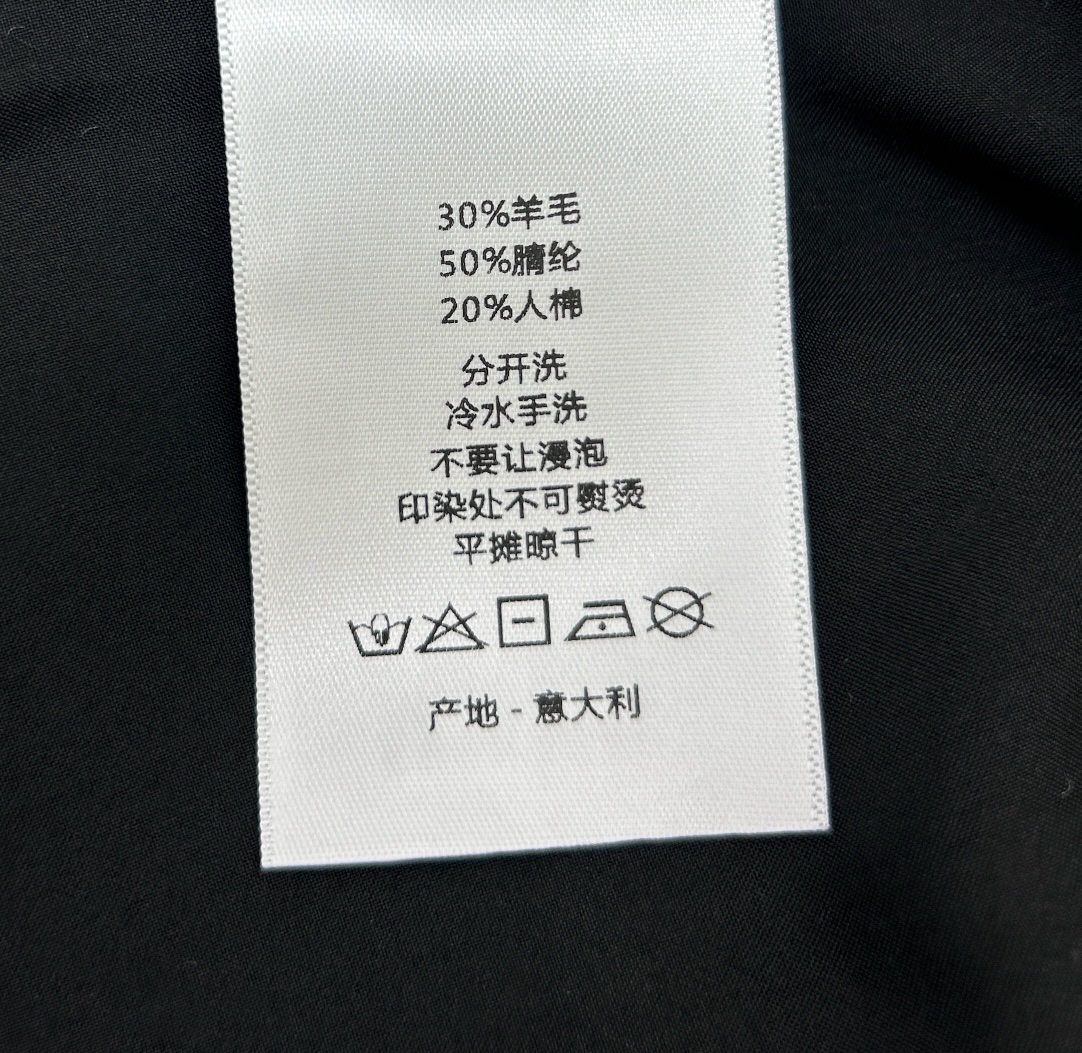 30%羊毛
50%腈纶
20%人棉
分开洗
冷水手洗
不要让漫泡
印染处不可熨烫
平摊晾干
产地 - 意大利